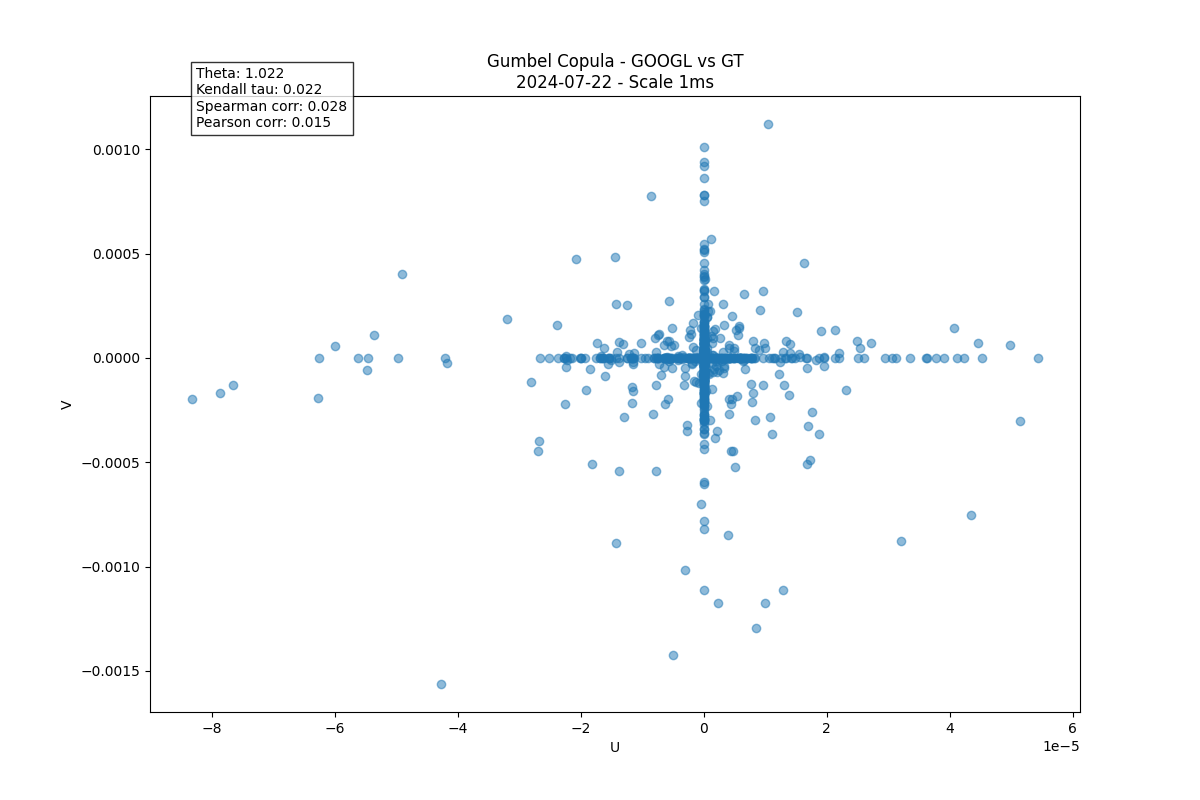 Gumbel Copula - GOOGL vs GT
2024-07-22 - Scale 1ms
Theta: 1.022
Kendall tau: 0.022
Spearman corr: 0.028
Pearson corr: 0.015
0.0010
0.0005
0.0000
−0.0005
−0.0010
−0.0015
V
−8
−6
−4
−2
0
2
4
6
1e−5
U